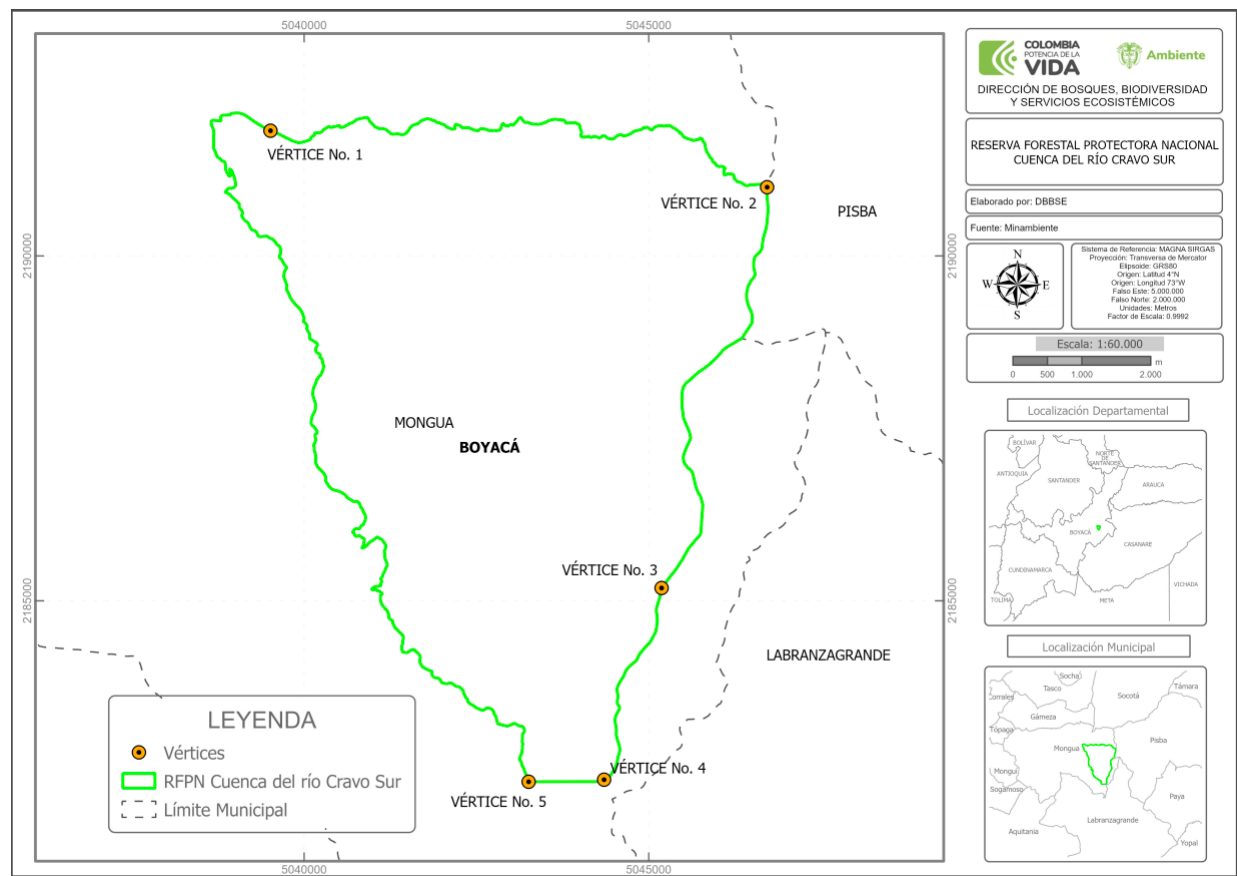 5040000
5045000
2190000
2190000
2185000
2185000
5040000
5045000
VÉRTICE No. 1
VÉRTICE No. 2
PISBA
MONGUA
BOYACÁ
VÉRTICE No. 3
LABRANZAGRANDE
VÉRTICE No. 4
VÉRTICE No. 5
LEYENDA
Vértices
RFPN Cuenca del río Cravo Sur
Límite Municipal
COLOMBIA
POTENCIA DE LA
VIDA
Ambiente
DIRECCIÓN DE BOSQUES, BIODIVERSIDAD
Y SERVICIOS ECOSISTÉMICOS
RESERVA FORESTAL PROTECTORA NACIONAL
CUENCA DEL RÍO CRAVO SUR
Elaborado por: DBBSE
Fuente: Minambiente
N
W
E
S
Sistema de Referencia: MAGNA SIRGAS
Proyección: Transversa de Mercator
Elipsoide: GRS80
Origen: Latitud 4°N
Origen: Longitud 73°W
Falso Este: 5.000.000
Falso Norte: 2.000.000
Unidades: Metros
Factor de Escala: 0.9992
Escala: 1:60.000
m
0 500 1.000 2.000
Localización Departamental
BOLÍVAR
NORTE
DE
SANTANDER
ANTIOQUIA
SANTANDER
ARAUCA
BOYACÁ
CASANARE
CUNDINAMARCA
VICHADA
TOLIMA
META
Localización Municipal
Socha
Tasco
Támara
Corrales
Socotá
Gámeza
Tópaga
Mongua
Pisba
Monguí
Sogamoso
Paya
Labranzagrande
Aquitania
Yopal